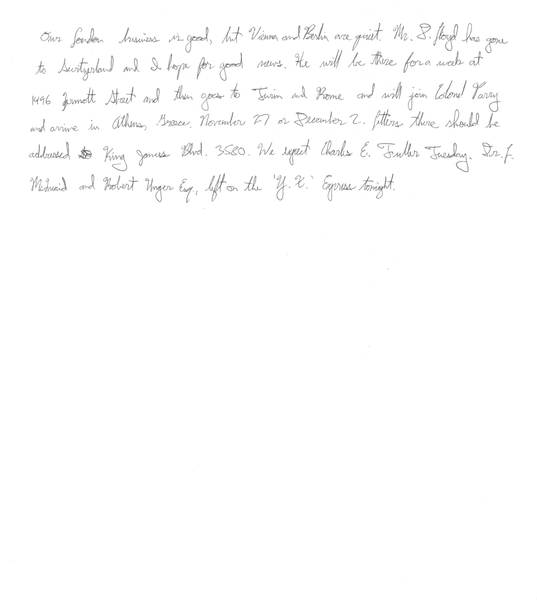 Our London business is good, but Vienna and Berlin are quiet. Mr. D. Lloyd has gone
to Switzerland and I hope for good news. He will be there for a week at
1496 Zermott Street and then goes to Turin and Rome and will join Colonel Parry
and arrive in Athens, Greece, November 27 or December 2. Letters there should be
addressed King James Blvd. 3580. We expect Charles E. Fuller Tuesday. Dr. L.
McQuaid and Robert Unger Esq., left on the 'Y. X.' Express tonight.